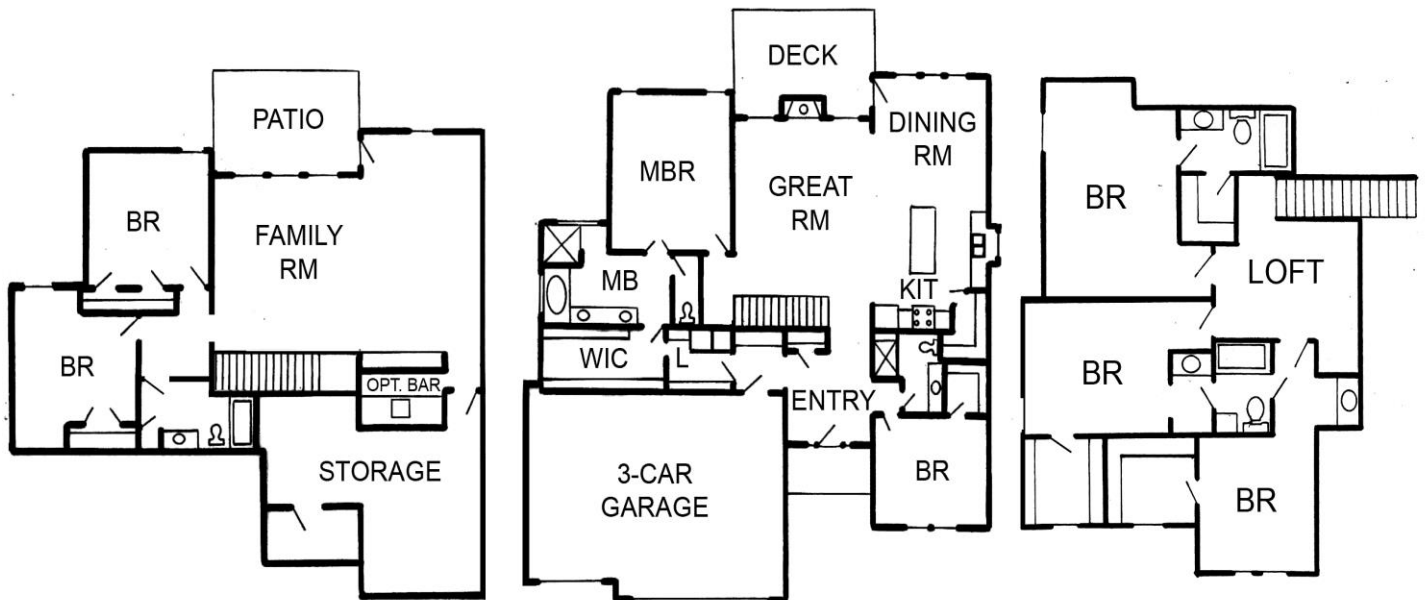 PATIO
BR
FAMILY
RM
BR
OPT. BAR
STORAGE
DECK
DINING
RM
MBR
GREAT
RM
MB
KIT
WIC
L
ENTRY
3-CAR
GARAGE
BR
BR
LOFT
BR
BR